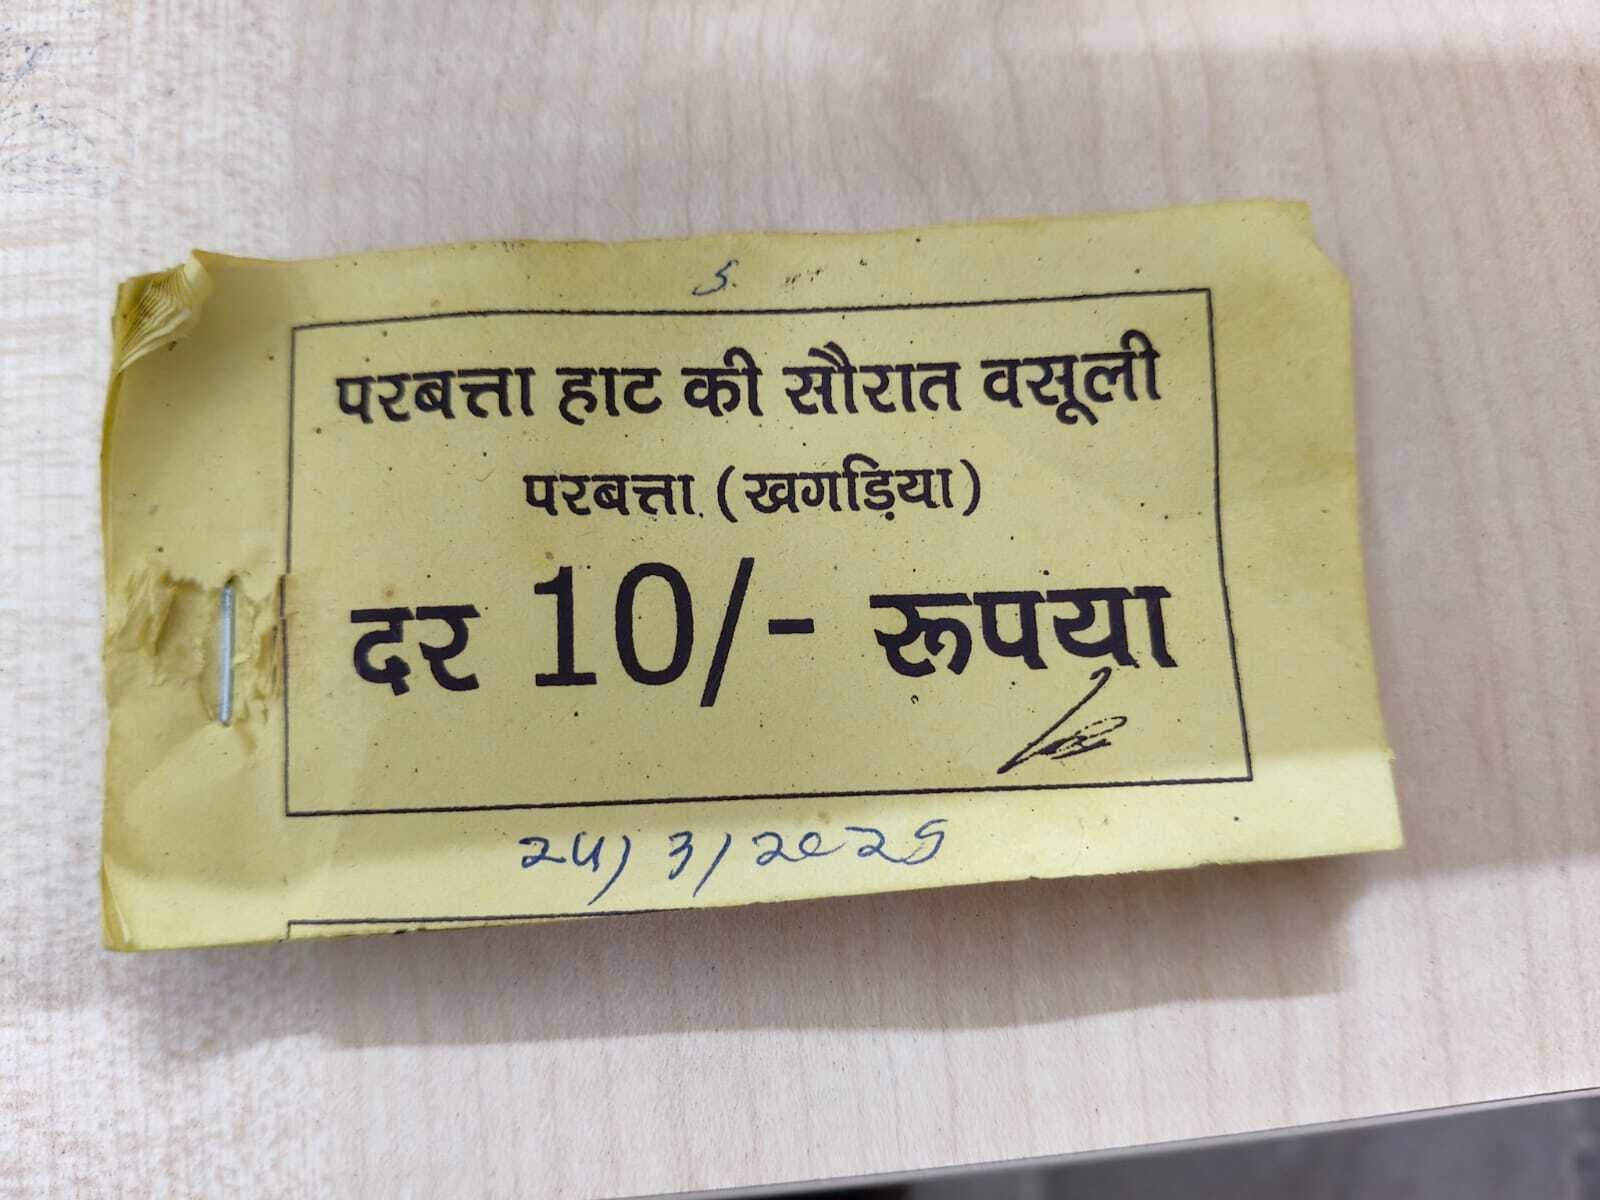 5.
परबत्ता हाट की सौरात वसूली
परबत्ता (खगड़िया)
दर 10/- रूपया
24/3/2025